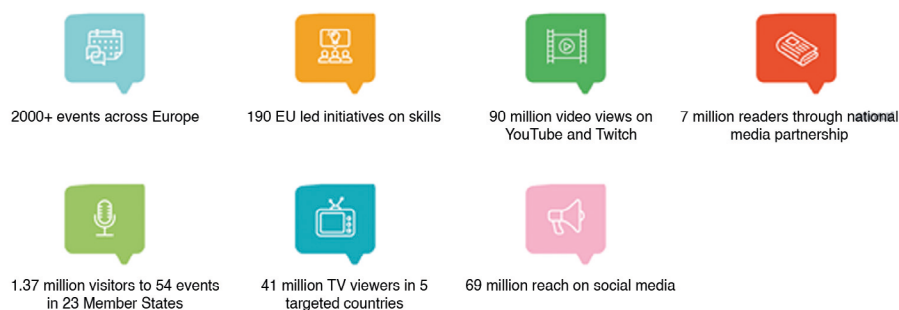 2000+ events across Europe
190 EU led initiatives on skills
90 million video views on
YouTube and Twitch
7 million readers through national
media partnership
1.37 million visitors to 54 events
in 23 Member States
41 million TV viewers in 5
targeted countries
69 million reach on social media